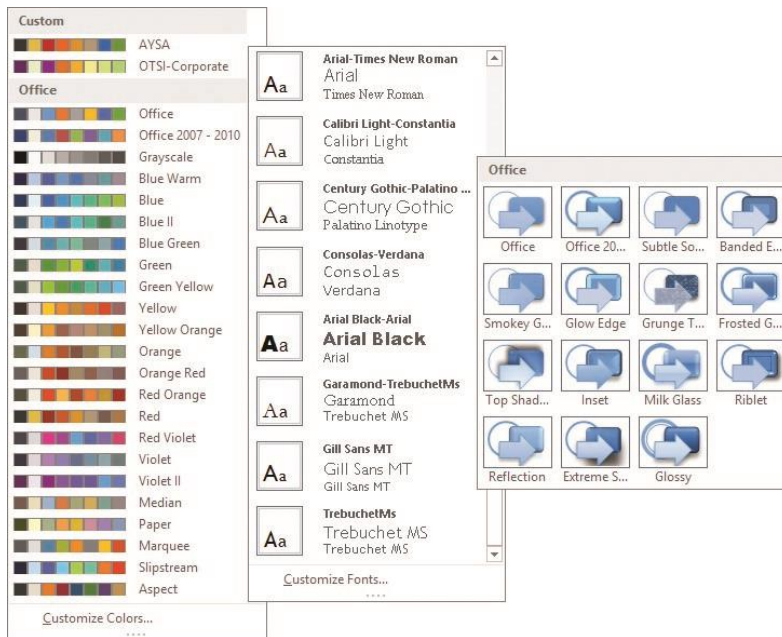 Custom
AYSA
OTSI-Corporate
Office
Office
Office 2007 - 2010
Grayscale
Blue Warm
Blue
Blue II
Blue Green
Green
Green Yellow
Yellow
Yellow Orange
Orange
Orange Red
Red Orange
Red
Red Violet
Violet
Violet II
Median
Paper
Marquee
Slipstream
Aspect
Customize Colors...
Arial-Times New Roman
Aa
Arial
Times New Roman
Calibri Light-Constantia
Aa
Calibri Light
Constantia
Century Gothic-Palatino ...
Aa
Century Gothic
Palatino Linotype
Consolas-Verdana
Aa
Consolas
Verdana
Arial Black-Arial
Aa
Arial Black
Arial
Garamond-TrebuchetMs
Aa
Garamond
Trebuchet MS
Gill Sans MT
Aa
Gill Sans MT
Gill Sans MT
TrebuchetMs
Aa
Trebuchet MS
Trebuchet MS
Customize Fonts...
Office
Office Office 20... Subtle So... Banded E...
Smokey G... Glow Edge Grunge T... Frosted G...
Top Shad... Inset Milk Glass Riblet
Reflection Extreme S... Glossy